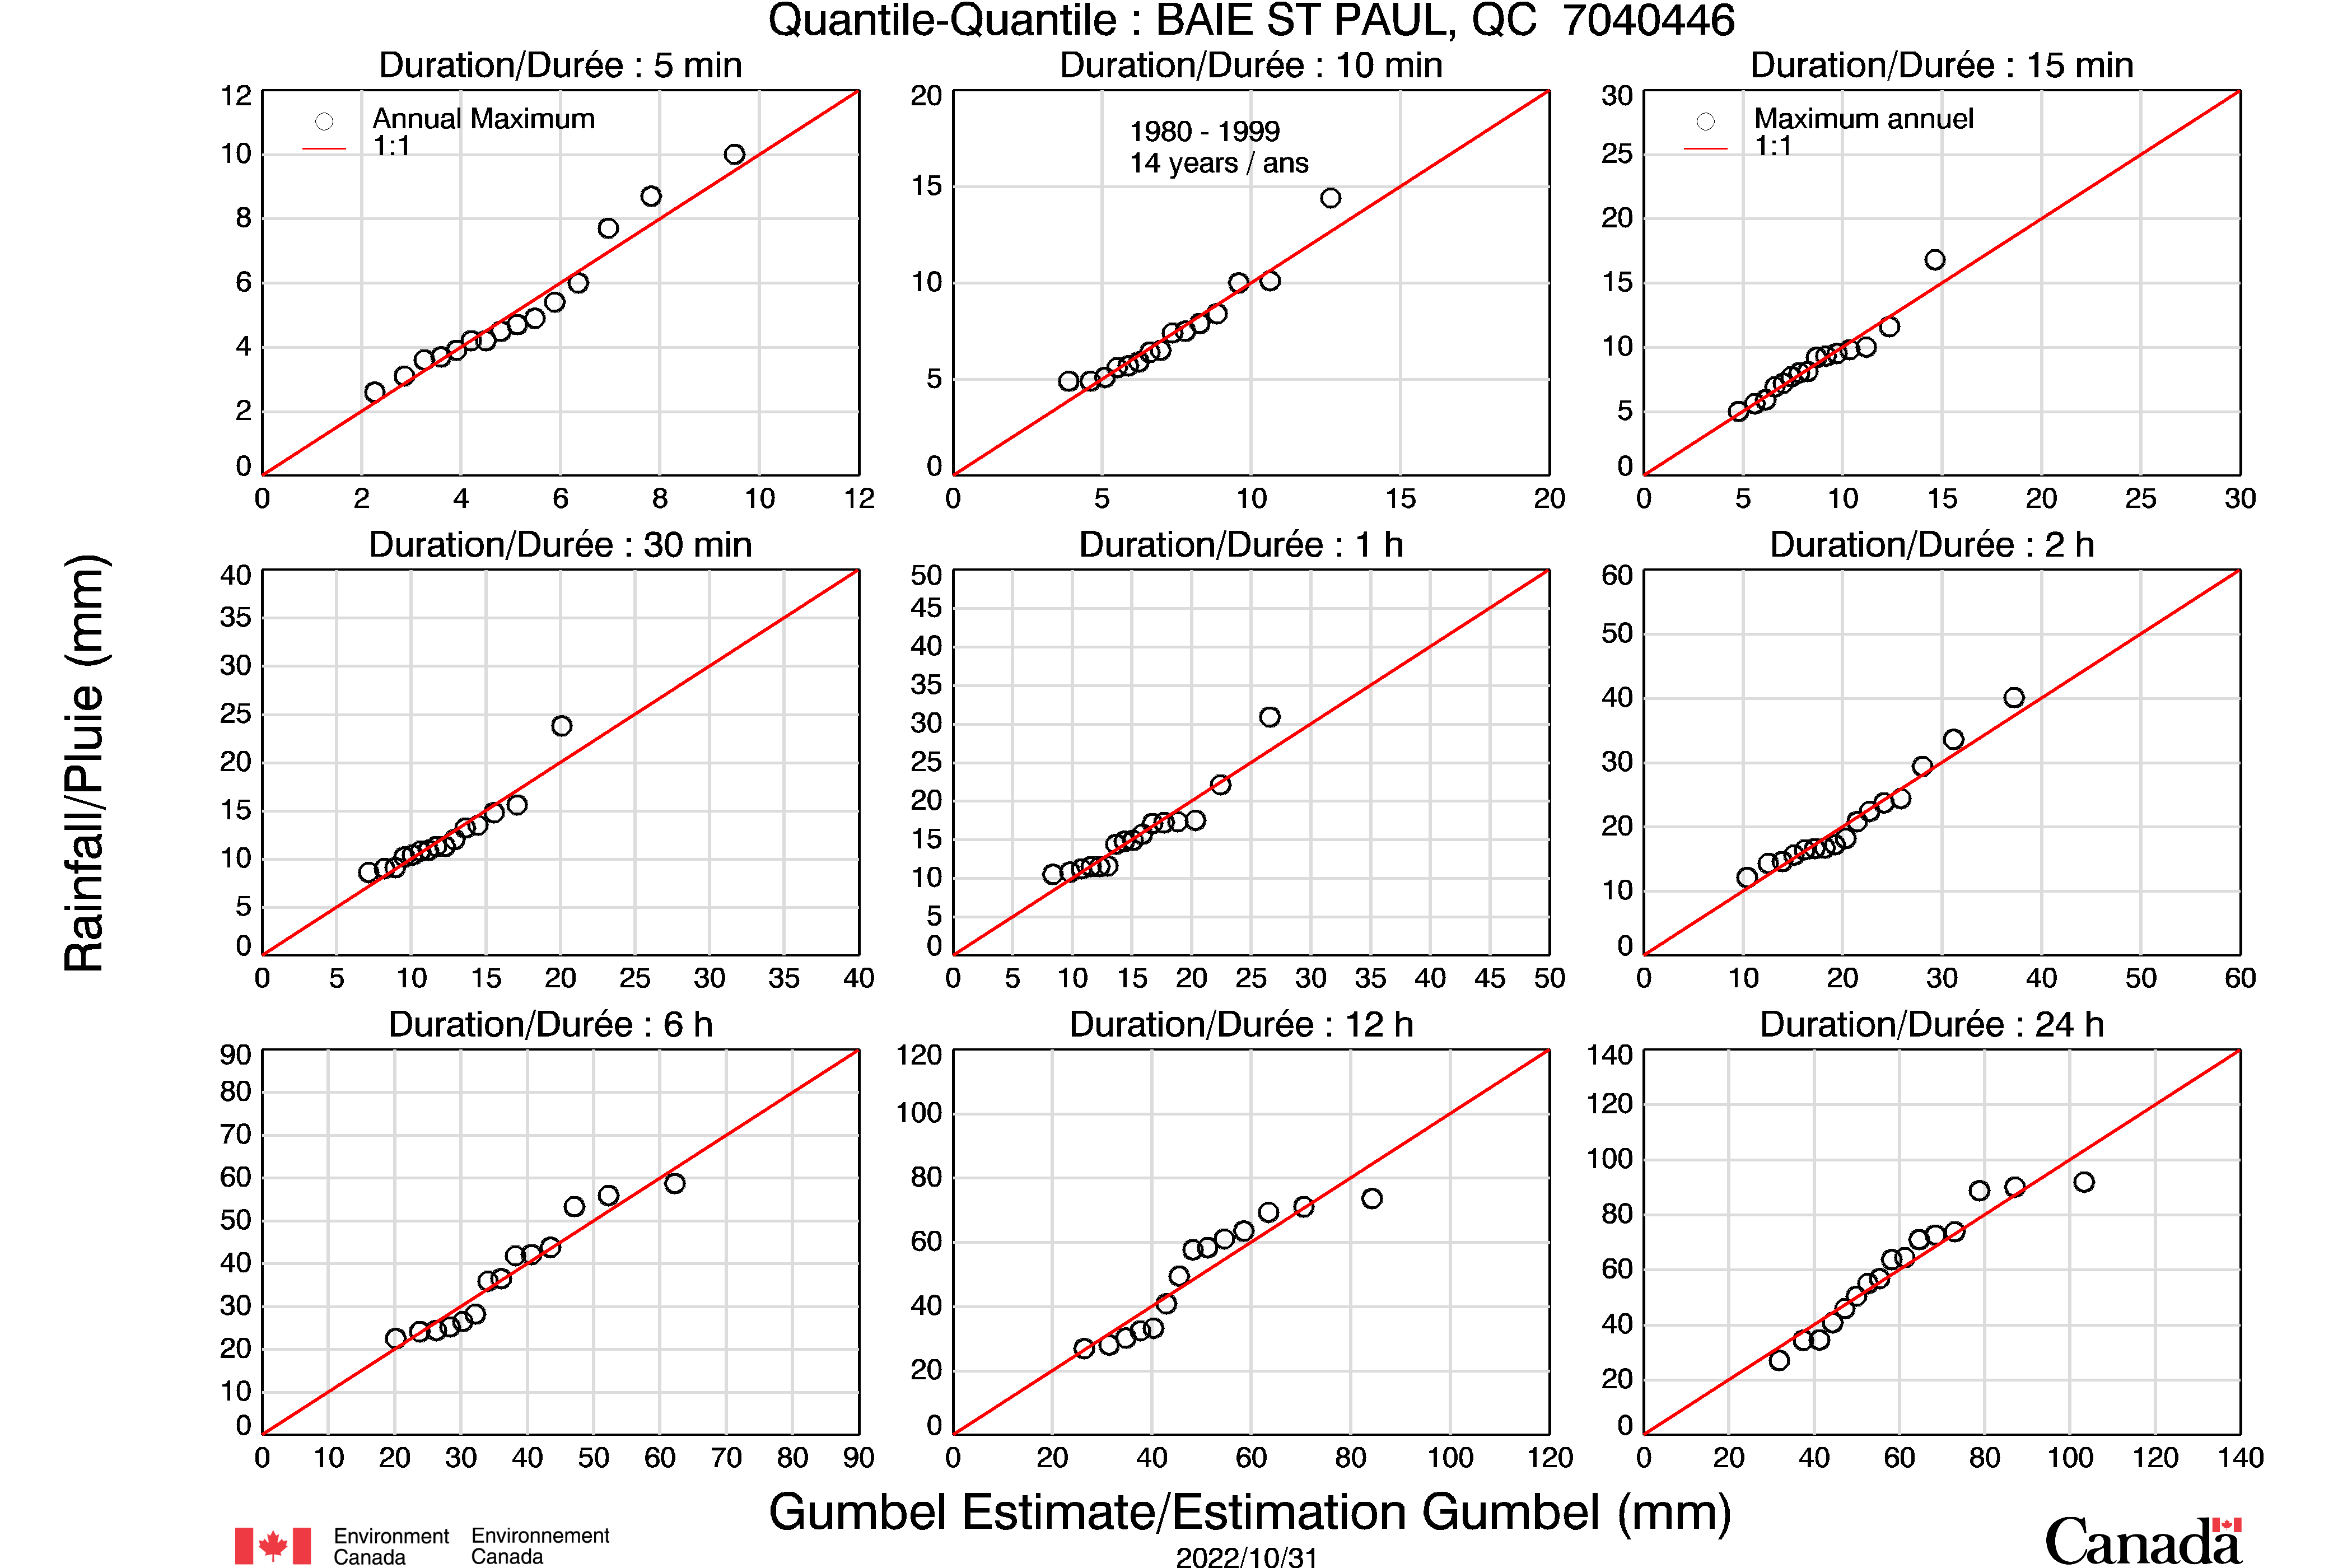 Quantile-Quantile : BAIE ST PAUL, QC 7040446
Duration/Durée : 5 min
12
10
8
6
4
2
0
0 2 4 6 8 10 12
Annual Maximum
1:1
Duration/Durée : 10 min
20
15
10
5
0
0 5 10 15 20
1980 - 1999
14 years / ans
Duration/Durée : 15 min
30
25
20
15
10
5
0
0 5 10 15 20 25 30
Maximum annuel
1:1
Rainfall/Pluie (mm)
Duration/Durée : 30 min
40
35
30
25
20
15
10
5
0
0 5 10 15 20 25 30 35 40
Duration/Durée : 1 h
50
45
40
35
30
25
20
15
10
5
0
0 5 10 15 20 25 30 35 40 45 50
Duration/Durée : 2 h
60
50
40
30
20
10
0
0 10 20 30 40 50 60
Duration/Durée : 6 h
90
80
70
60
50
40
30
20
10
0
0 10 20 30 40 50 60 70 80 90
Duration/Durée : 12 h
120
100
80
60
40
20
0
0 20 40 60 80 100 120
Duration/Durée : 24 h
140
120
100
80
60
40
20
0
0 20 40 60 80 100 120 140
Gumbel Estimate/Estimation Gumbel (mm)
Environment Canada
Environnement Canada
2022/10/31
Canada